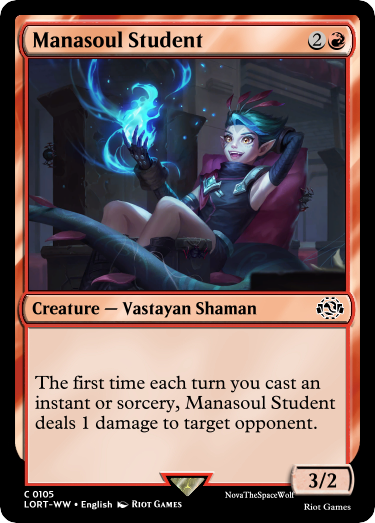 Manasoul Student 2
Creature — Vastayan Shaman
The first time each turn you cast an
instant or sorcery, Manasoul Student
deals 1 damage to target opponent.
3/2
C 0105
LORT-WW • English RIOT GAMES
NovaTheSpaceWolf
Riot Games